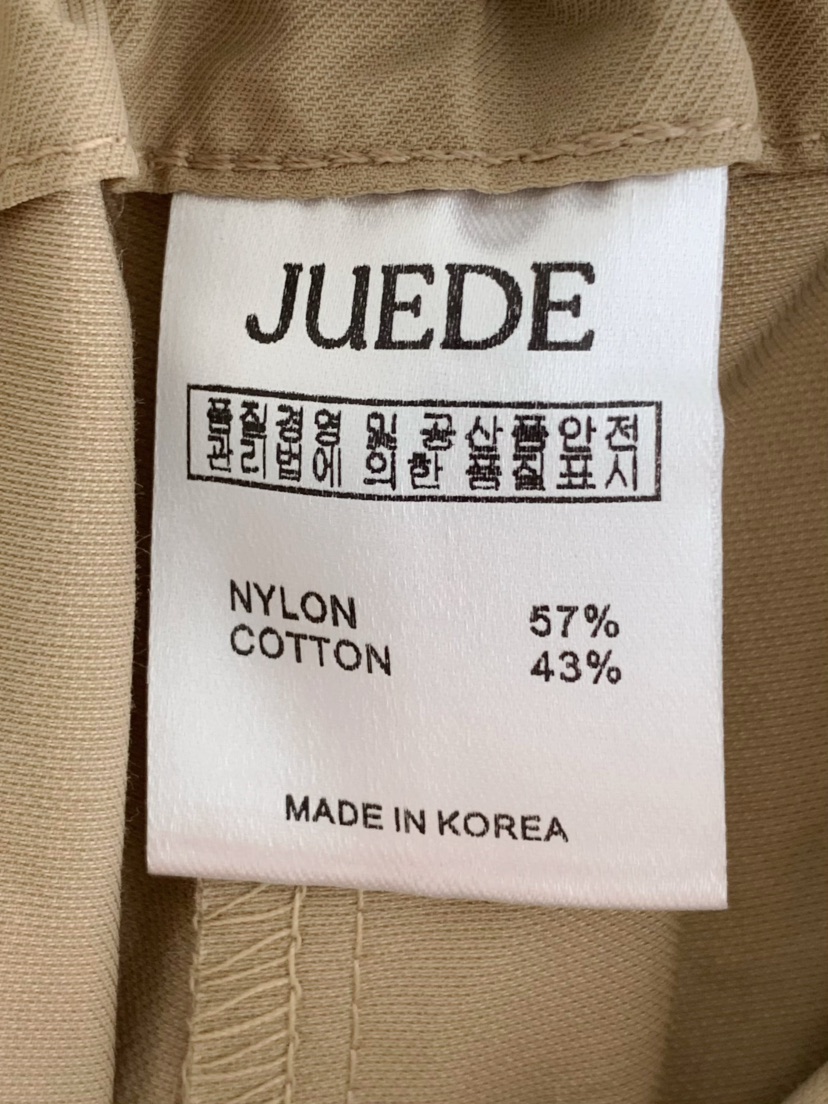 JUEDE
품질경영 및 공산품안전
관리법에 의한 품질표시
NYLON 57%
COTTON 43%
MADE IN KOREA